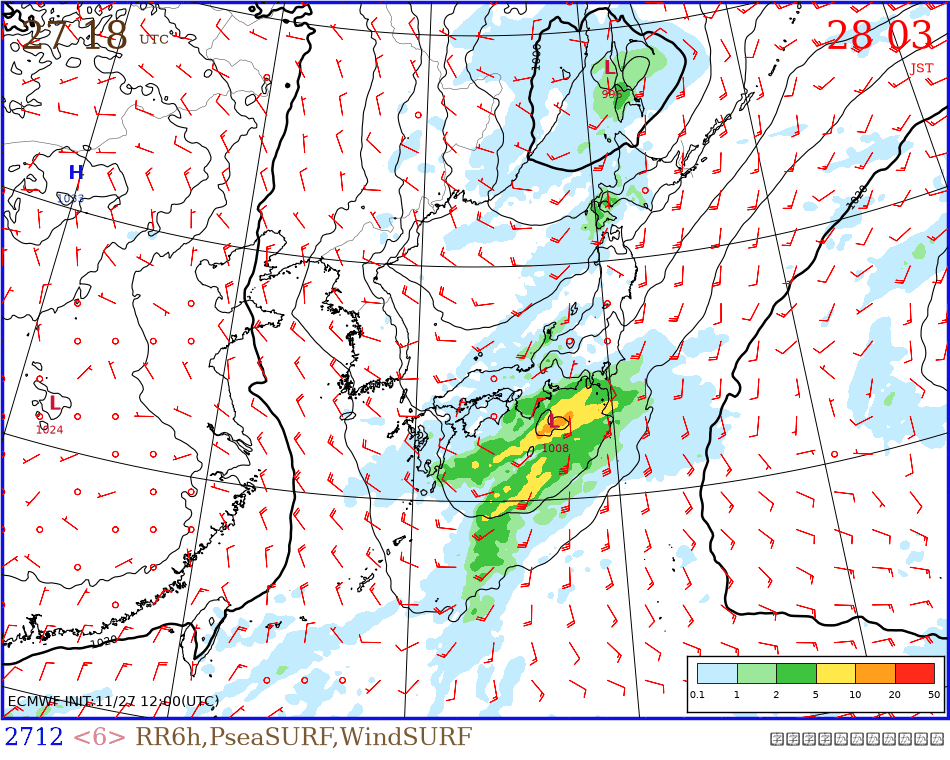 27 18 UTC
28 03 JST
L
996
1000
H
1032
1020
L
1024
L
1008
1020
ECMWF INIT:11/27 12:00(UTC)
0.1 1 2 5 10 20 50
2712 <6> RR6h,PseaSURF,WindSURF